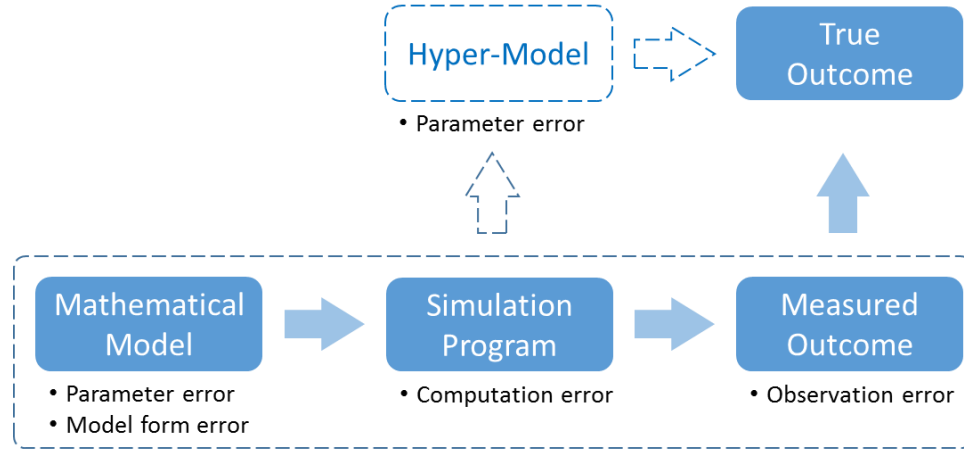 Hyper-Model
• Parameter error
True
Outcome
Mathematical
Model
• Parameter error
• Model form error
Simulation
Program
• Computation error
Measured
Outcome
• Observation error